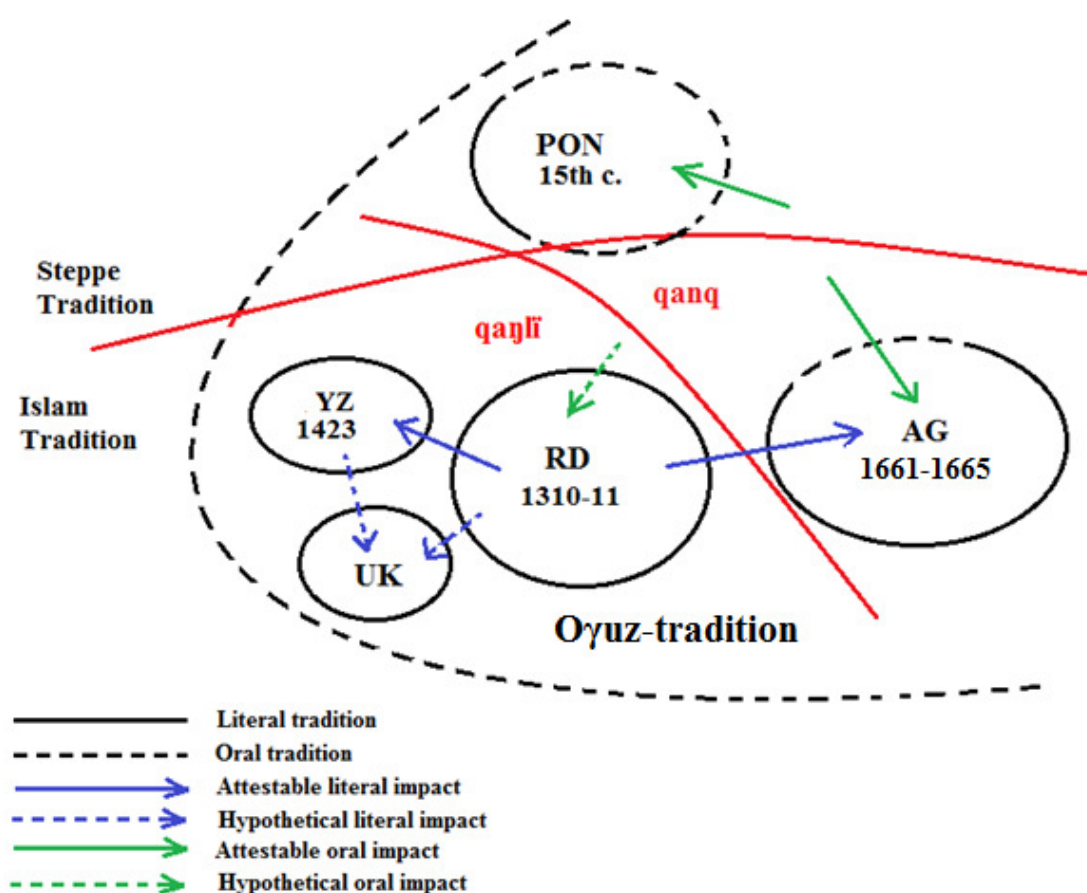 PON
15th c.
Steppe
Tradition
qanq
qaŋlï
Islam
Tradition
YZ
1423
RD
1310-11
AG
1661-1665
UK
Oγuz-tradition
Literal tradition
Oral tradition
Attestable literal impact
Hypothetical literal impact
Attestable oral impact
Hypothetical oral impact